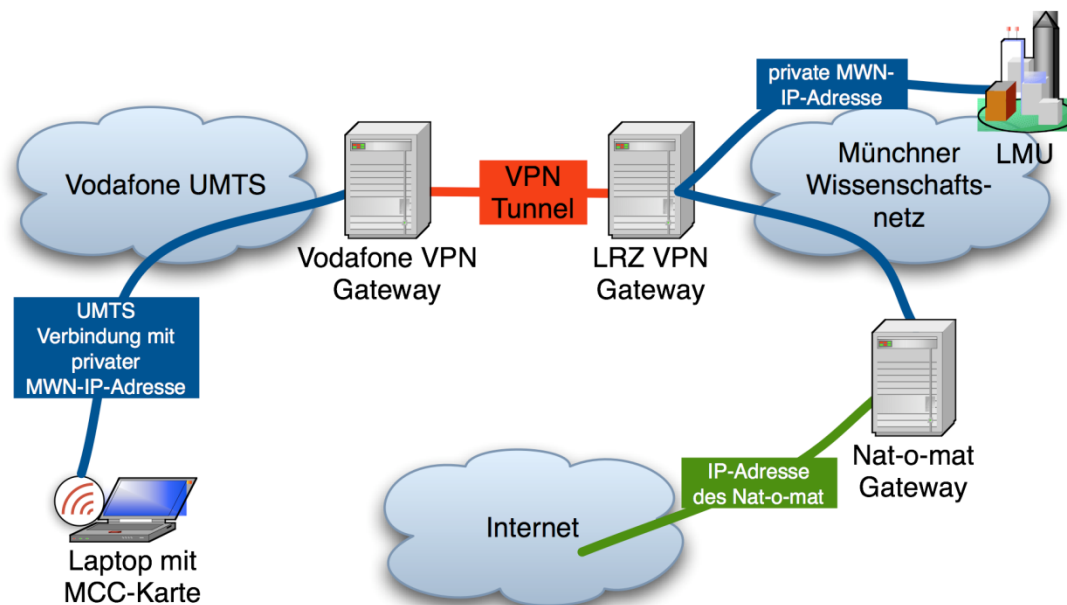 private MWN-
IP-Adresse
LMU
Vodafone UMTS
VPN
Tunnel
Münchner
Wissenschafts-
netz
Vodafone VPN
Gateway
LRZ VPN
Gateway
UMTS
Verbindung mit
privater
MWN-IP-Adresse
Nat-o-mat
Gateway
IP-Adresse
des Nat-o-mat
Internet
Laptop mit
MCC-Karte